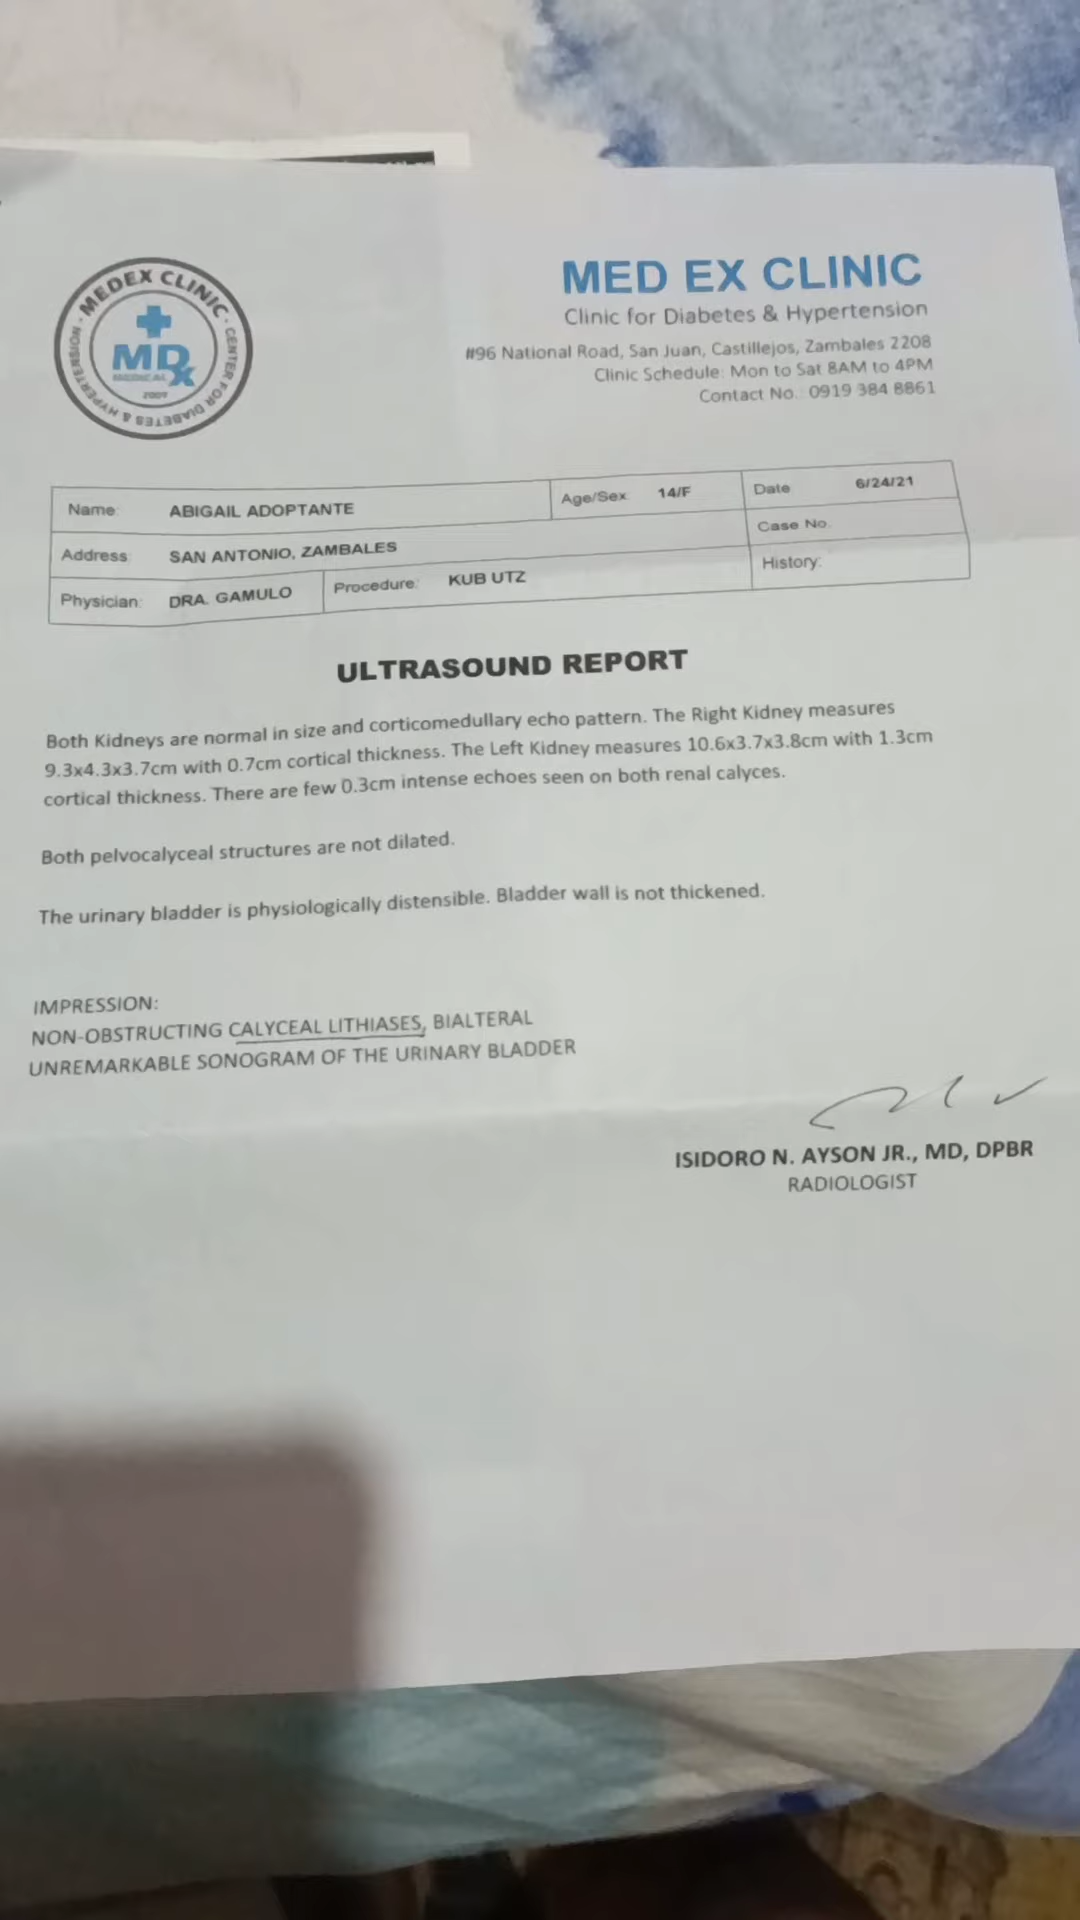 MEDEX CLINIC · CENTER FOR DIABETES & HYPERTENSION ·
MDx
MEDICAL
2009
MED EX CLINIC
Clinic for Diabetes & Hypertension
#96 National Road, San Juan, Castillejos, Zambales 2208
Clinic Schedule: Mon to Sat 8AM to 4PM
Contact No.: 0919 384 8861
Name: ABIGAIL ADOPTANTE Age/Sex: 14/F Date 6/24/21
Case No.
Address SAN ANTONIO, ZAMBALES
History:
Physician: DRA. GAMULO Procedure: KUB UTZ
ULTRASOUND REPORT
Both Kidneys are normal in size and corticomedullary echo pattern. The Right Kidney measures
9.3x4.3x3.7cm with 0.7cm cortical thickness. The Left Kidney measures 10.6x3.7x3.8cm with 1.3cm
cortical thickness. There are few 0.3cm intense echoes seen on both renal calyces.
Both pelvocalyceal structures are not dilated.
The urinary bladder is physiologically distensible. Bladder wall is not thickened.
IMPRESSION:
NON-OBSTRUCTING CALYCEAL LITHIASES, BIALTERAL
UNREMARKABLE SONOGRAM OF THE URINARY BLADDER
ISIDORO N. AYSON JR., MD, DPBR
RADIOLOGIST